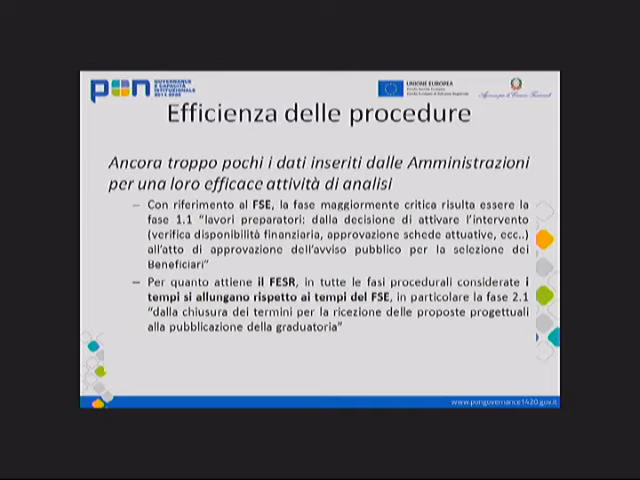 pon GOVERNANCE
E CAPACITÀ
ISTITUZIONALE
2014-2020
UNIONE EUROPEA
Efficienza delle procedure
Ancora troppo pochi i dati inseriti dalle Amministrazioni
per una loro efficace attività di analisi
– Con riferimento al FSE, la fase maggiormente critica risulta essere la
fase 1.1 “lavori preparatori: dalla decisione di attivare l’intervento
(verifica disponibilità finanziaria, approvazione schede attuative, ecc..)
all’atto di approvazione dell’avviso pubblico per la selezione dei
Beneficiari”
– Per quanto attiene il FESR, in tutte le fasi procedurali considerate i
tempi si allungano rispetto ai tempi del FSE, in particolare la fase 2.1
“dalla chiusura dei termini per la ricezione delle proposte progettuali
alla pubblicazione della graduatoria”
www.pongovernance1420.gov.it